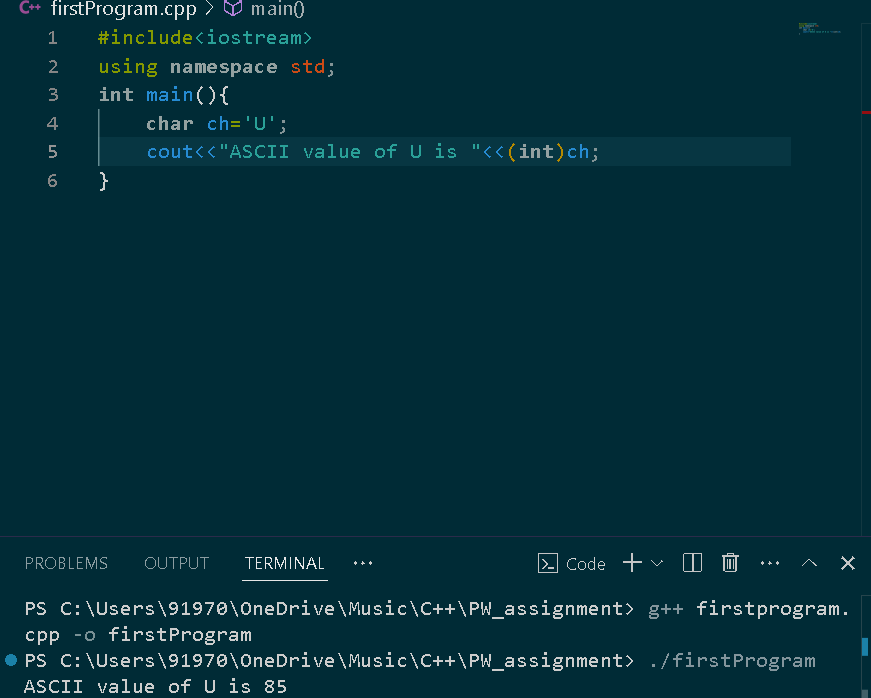 C++ firstProgram.cpp > main()
1 #include<iostream>
2 using namespace std;
3 int main(){
4     char ch='U';
5     cout<<"ASCII value of U is "<<(int)ch;
6 }
PROBLEMS OUTPUT TERMINAL ··· Code
PS C:\Users\91970\OneDrive\Music\C++\PW_assignment> g++ firstprogram.
cpp -o firstProgram
PS C:\Users\91970\OneDrive\Music\C++\PW_assignment> ./firstProgram
ASCII value of U is 85